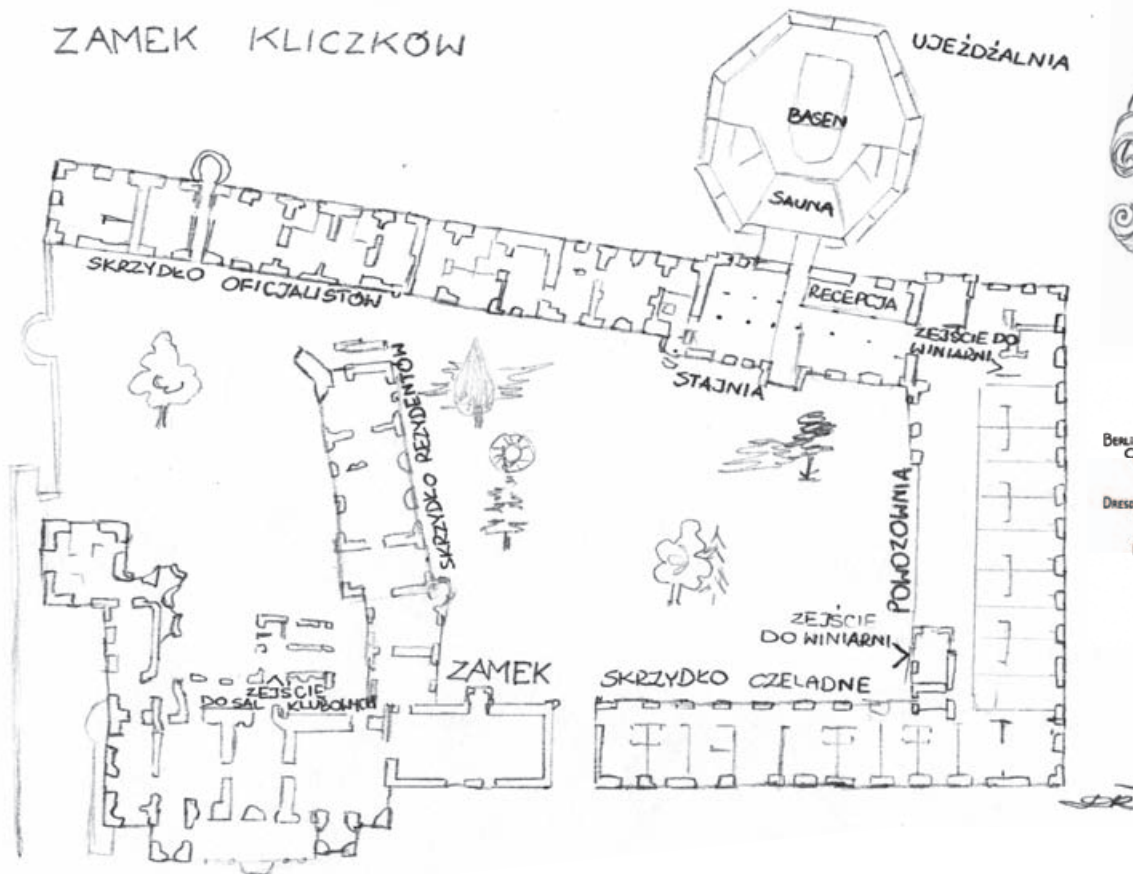 ZAMEK KLICZKÓW
UJEŻDŻALNIA
BASEN
SAUNA
SKRZYDŁO OFICJALISTÓW
RECEPCJA
ZEJŚCIE DO
WINIARNI
STAJNIA
SKRZYDŁO REZYDENTÓW
POWOZOWNIA
ZEJŚCIE
DO WINIARNI
ZAMEK
SKRZYDŁO CZELADNE
ZEJŚCIE
DO SAL KLUBOWYCH